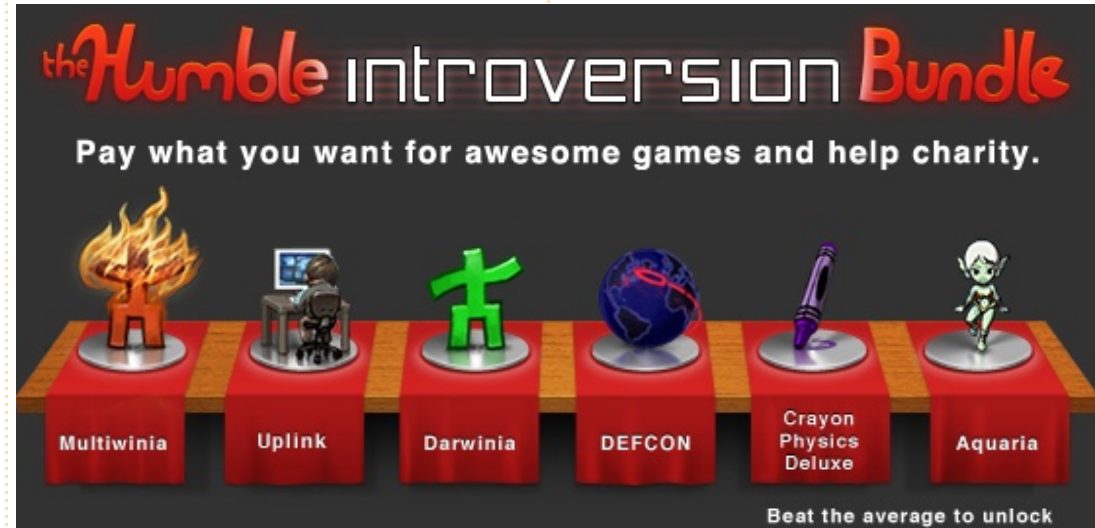 the Humble introversion Bundle
Pay what you want for awesome games and help charity.
Multiwinia
Uplink
Darwinia
DEFCON
Crayon
Physics
Deluxe
Aquaria
Beat the average to unlock